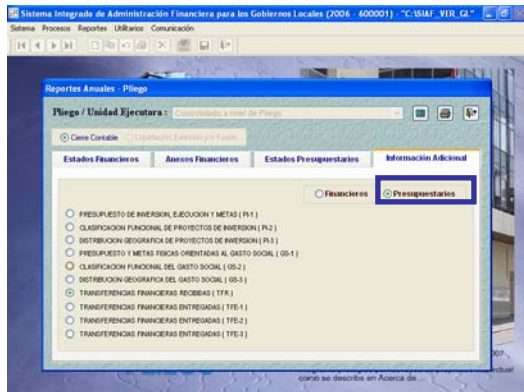 Sistema Integrado de Administración Financiera para los Gobiernos Locales (2006 - 600001) - "C:\SIAF_VER_GL"
Sistema Procesos Reportes Utilitarios Comunicación
Reportes Anuales - Pliego
Pliego / Unidad Ejecutora : Consolidado a nivel de Pliego
Cierre Contable
Estados Financieros Anexos Financieros Estados Presupuestarios Información Adicional
Financieros Presupuestarios
PRESUPUESTO DE INVERSION, EJECUCION Y METAS ( PI-1 )
CLASIFICACION FUNCIONAL DE PROYECTOS DE INVERSION ( PI-2 )
DISTRIBUCION GEOGRAFICA DE PROYECTOS DE INVERSION ( PI-3 )
PRESUPUESTO Y METAS FISICAS ORIENTADAS AL GASTO SOCIAL ( GS-1 )
CLASIFICACION FUNCIONAL DEL GASTO SOCIAL ( GS-2 )
DISTRIBUCION GEOGRAFICA DEL GASTO SOCIAL ( GS-3 )
TRANSFERENCIAS FINANCIERAS RECIBIDAS ( TFR )
TRANSFERENCIAS FINANCIERAS ENTREGADAS ( TFE-1 )
TRANSFERENCIAS FINANCIERAS ENTREGADAS ( TFE-2 )
TRANSFERENCIAS FINANCIERAS ENTREGADAS ( TFE-3 )
como se describe en Acerca de...